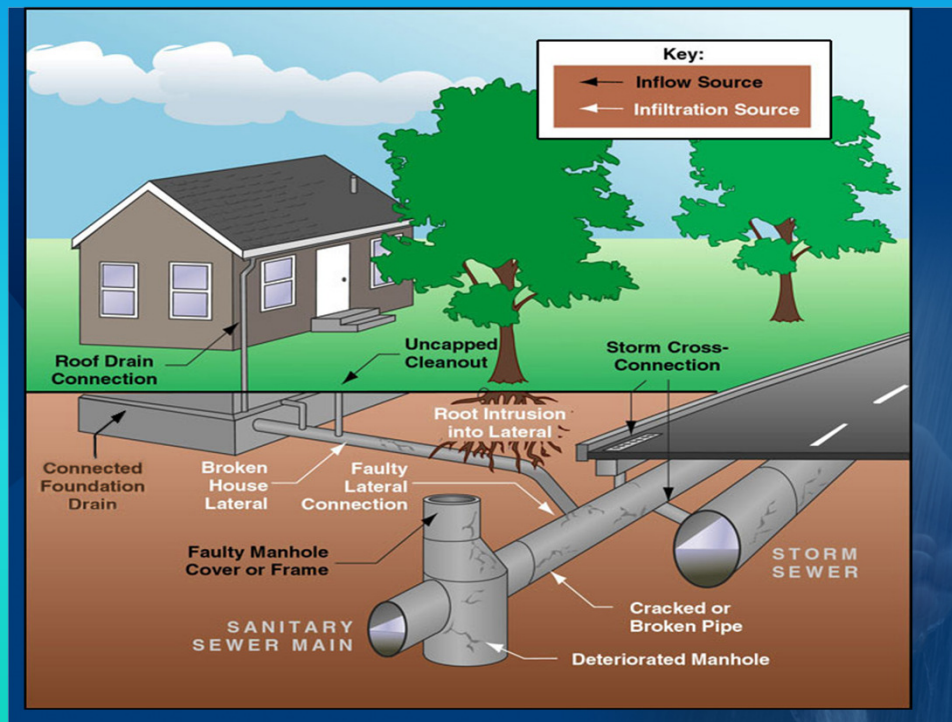 Key:
Inflow Source
Infiltration Source
Roof Drain
Connection
Uncapped
Cleanout
Storm Cross-
Connection
Root Intrusion
into Lateral
Connected
Foundation
Drain
Broken
House
Lateral
Faulty
Lateral
Connection
Faulty Manhole
Cover or Frame
STORM
SEWER
Cracked or
Broken Pipe
SANITARY
SEWER MAIN
Deteriorated Manhole